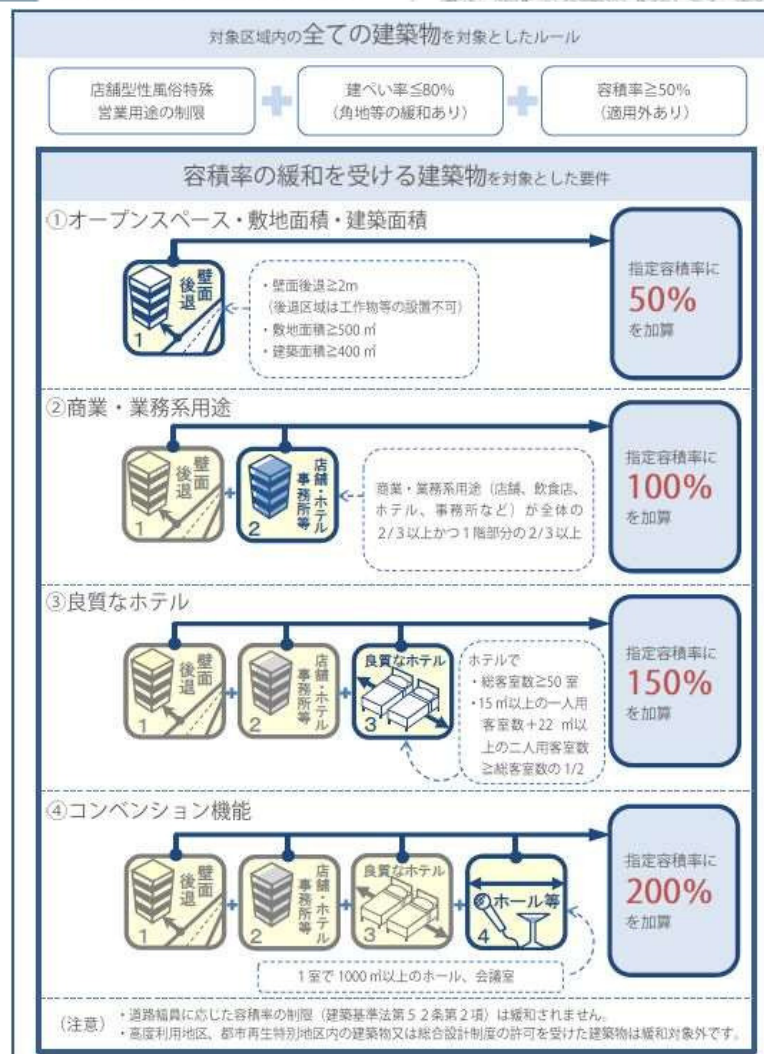 対象区域内の全ての建築物を対象としたルール
店舗型性風俗特殊
営業用途の制限
建ぺい率≦80%
(角地等の緩和あり)
容積率≧50%
(適用外あり)
容積率の緩和を受ける建築物を対象とした要件
①オープンスペース・敷地面積・建築面積
壁面
後退
1
・壁面後退≧2m
(後退区域は工作物等の設置不可)
・敷地面積≧500 ㎡
・建築面積≧400 ㎡
指定容積率に
50%
を加算
②商業・業務系用途
壁面
後退
1
店舗・ホテル
事務所等
2
商業・業務系用途(店舗、飲食店、
ホテル、事務所など)が全体の
2/3以上かつ1階部分の2/3以上
指定容積率に
100%
を加算
③良質なホテル
壁面
後退
1
店舗・ホテル
事務所等
2
良質なホテル
3
ホテルで
・総客室数≧50 室
・15 ㎡以上の一人用
客室数+22 ㎡以
上の二人用客室数
≧総客室数の1/2
指定容積率に
150%
を加算
④コンベンション機能
壁面
後退
1
店舗・ホテル
事務所等
2
良質なホテル
3
ホール等
4
1室で1000㎡以上のホール、会議室
指定容積率に
200%
を加算
(注意)
・道路幅員に応じた容積率の制限(建築基準法第52条第2項)は緩和されません。
・高度利用地区、都市再生特別地区内の建築物又は総合設計制度の許可を受けた建築物は緩和対象外です。